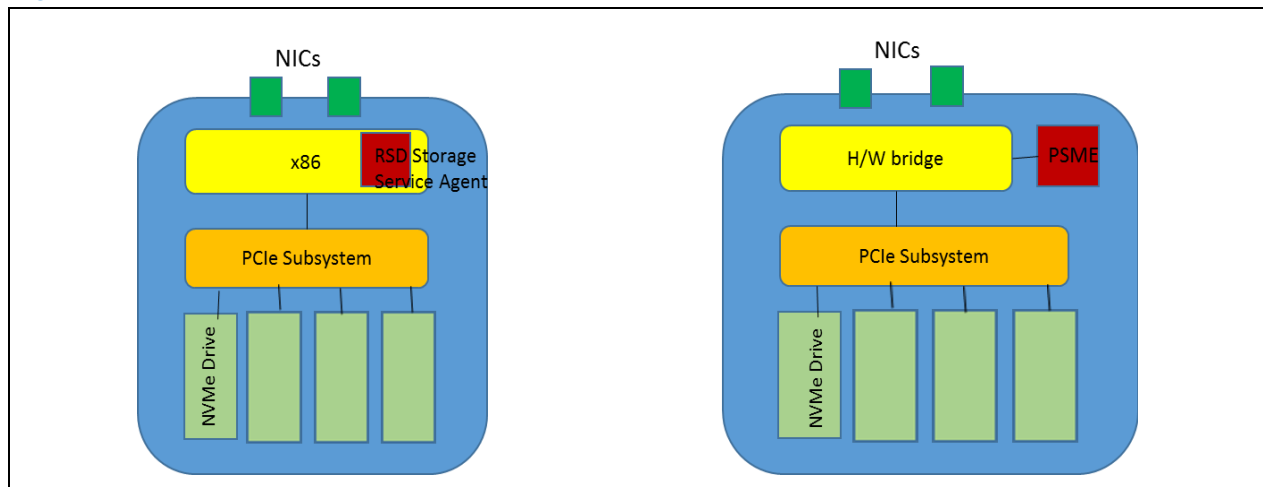 NICs
x86
RSD Storage
Service Agent
PCIe Subsystem
NVMe Drive
NICs
H/W bridge
PSME
PCIe Subsystem
NVMe Drive